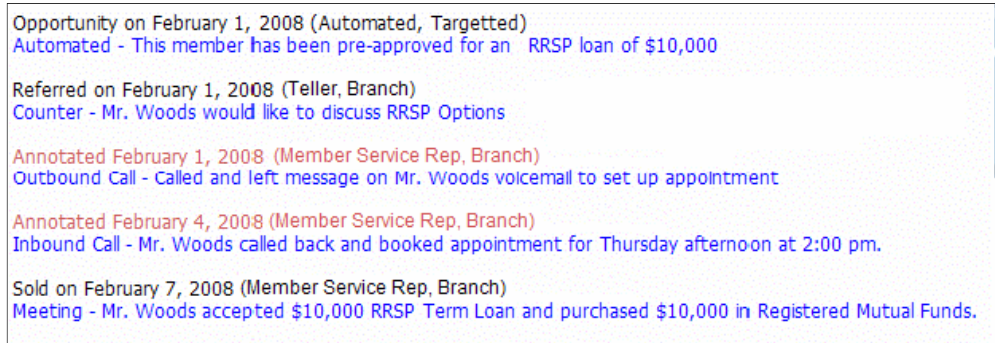 Opportunity on February 1, 2008 (Automated, Targetted)
Automated - This member has been pre-approved for an RRSP loan of $10,000
Referred on February 1, 2008 (Teller, Branch)
Counter - Mr. Woods would like to discuss RRSP Options
Annotated February 1, 2008 (Member Service Rep, Branch)
Outbound Call - Called and left message on Mr. Woods voicemail to set up appointment
Annotated February 4, 2008 (Member Service Rep, Branch)
Inbound Call - Mr. Woods called back and booked appointment for Thursday afternoon at 2:00 pm.
Sold on February 7, 2008 (Member Service Rep, Branch)
Meeting - Mr. Woods accepted $10,000 RRSP Term Loan and purchased $10,000 in Registered Mutual Funds.